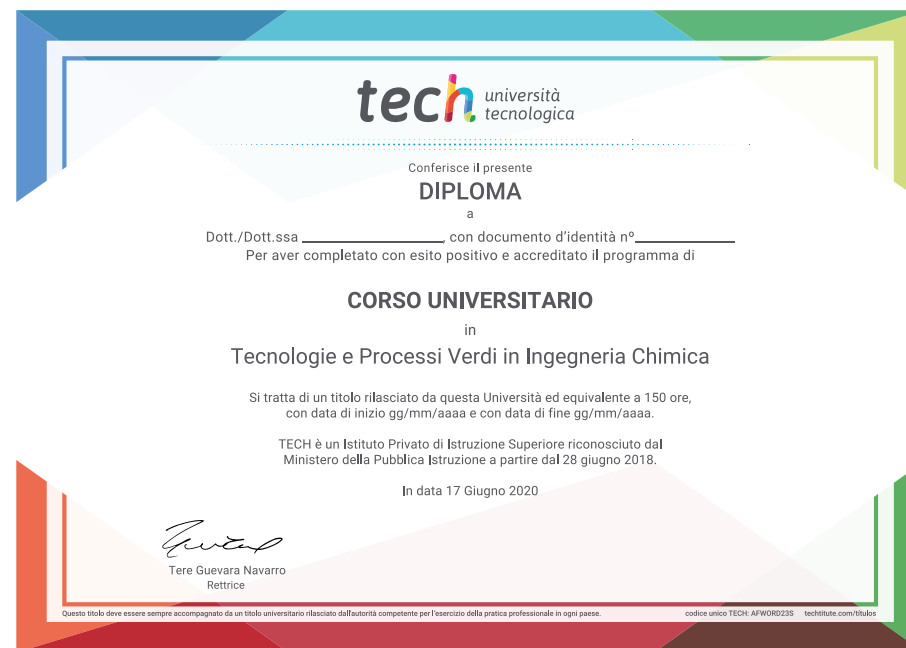 tech università
tecnologica
Conferisce il presente
DIPLOMA
a
Dott./Dott.ssa ____________________, con documento d'identità nº______________
Per aver completato con esito positivo e accreditato il programma di
CORSO UNIVERSITARIO
in
Tecnologie e Processi Verdi in Ingegneria Chimica
Si tratta di un titolo rilasciato da questa Università ed equivalente a 150 ore,
con data di inizio gg/mm/aaaa e con data di fine gg/mm/aaaa.
TECH è un Istituto Privato di Istruzione Superiore riconosciuto dal
Ministero della Pubblica Istruzione a partire dal 28 giugno 2018.
In data 17 Giugno 2020
Tere Guevara Navarro
Rettrice
Questo titolo deve essere sempre accompagnato da un titolo universitario rilasciato dall'autorità competente per l'esercizio della pratica professionale in ogni paese. codice unico TECH: AFWORD23S techtitute.com/títulos